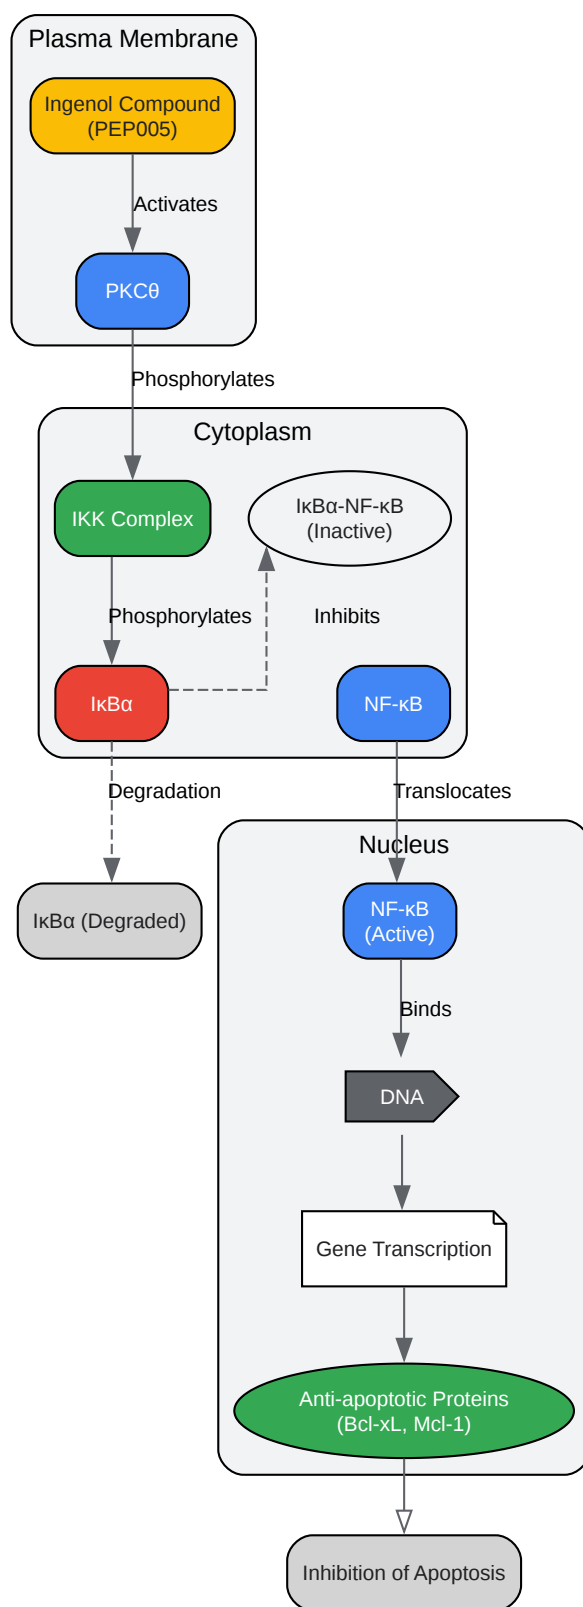 Plasma Membrane
Ingenol Compound
(PEP005)
Activates
PKCθ
Phosphorylates
Cytoplasm
IKK Complex
IκBα-NF-κB
(Inactive)
Phosphorylates
Inhibits
IκBα
NF-κB
Degradation
Translocates
Nucleus
IκBα (Degraded)
NF-κB
(Active)
Binds
DNA
Gene Transcription
Anti-apoptotic Proteins
(Bcl-xL, Mcl-1)
Inhibition of Apoptosis